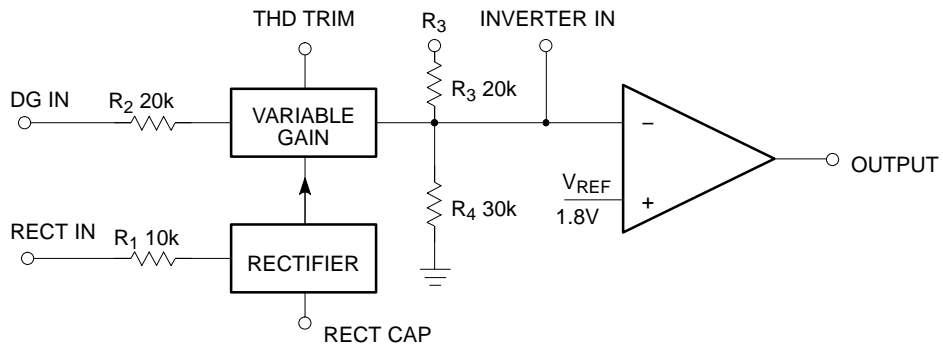 THD TRIM
R3
INVERTER IN
DG IN
R2 20k
VARIABLE
GAIN
R3 20k
−
OUTPUT
VREF
1.8V
+
R4 30k
RECT IN
R1 10k
RECTIFIER
RECT CAP